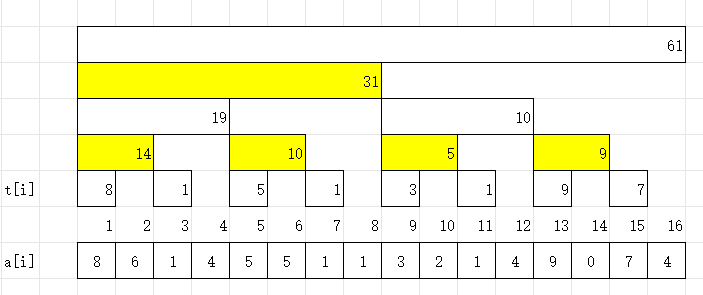 61
31
19 10
14 10 5 9
t[i] 8 1 5 1 3 1 9 7
1 2 3 4 5 6 7 8 9 10 11 12 13 14 15 16
a[i] 8 6 1 4 5 5 1 1 3 2 1 4 9 0 7 4